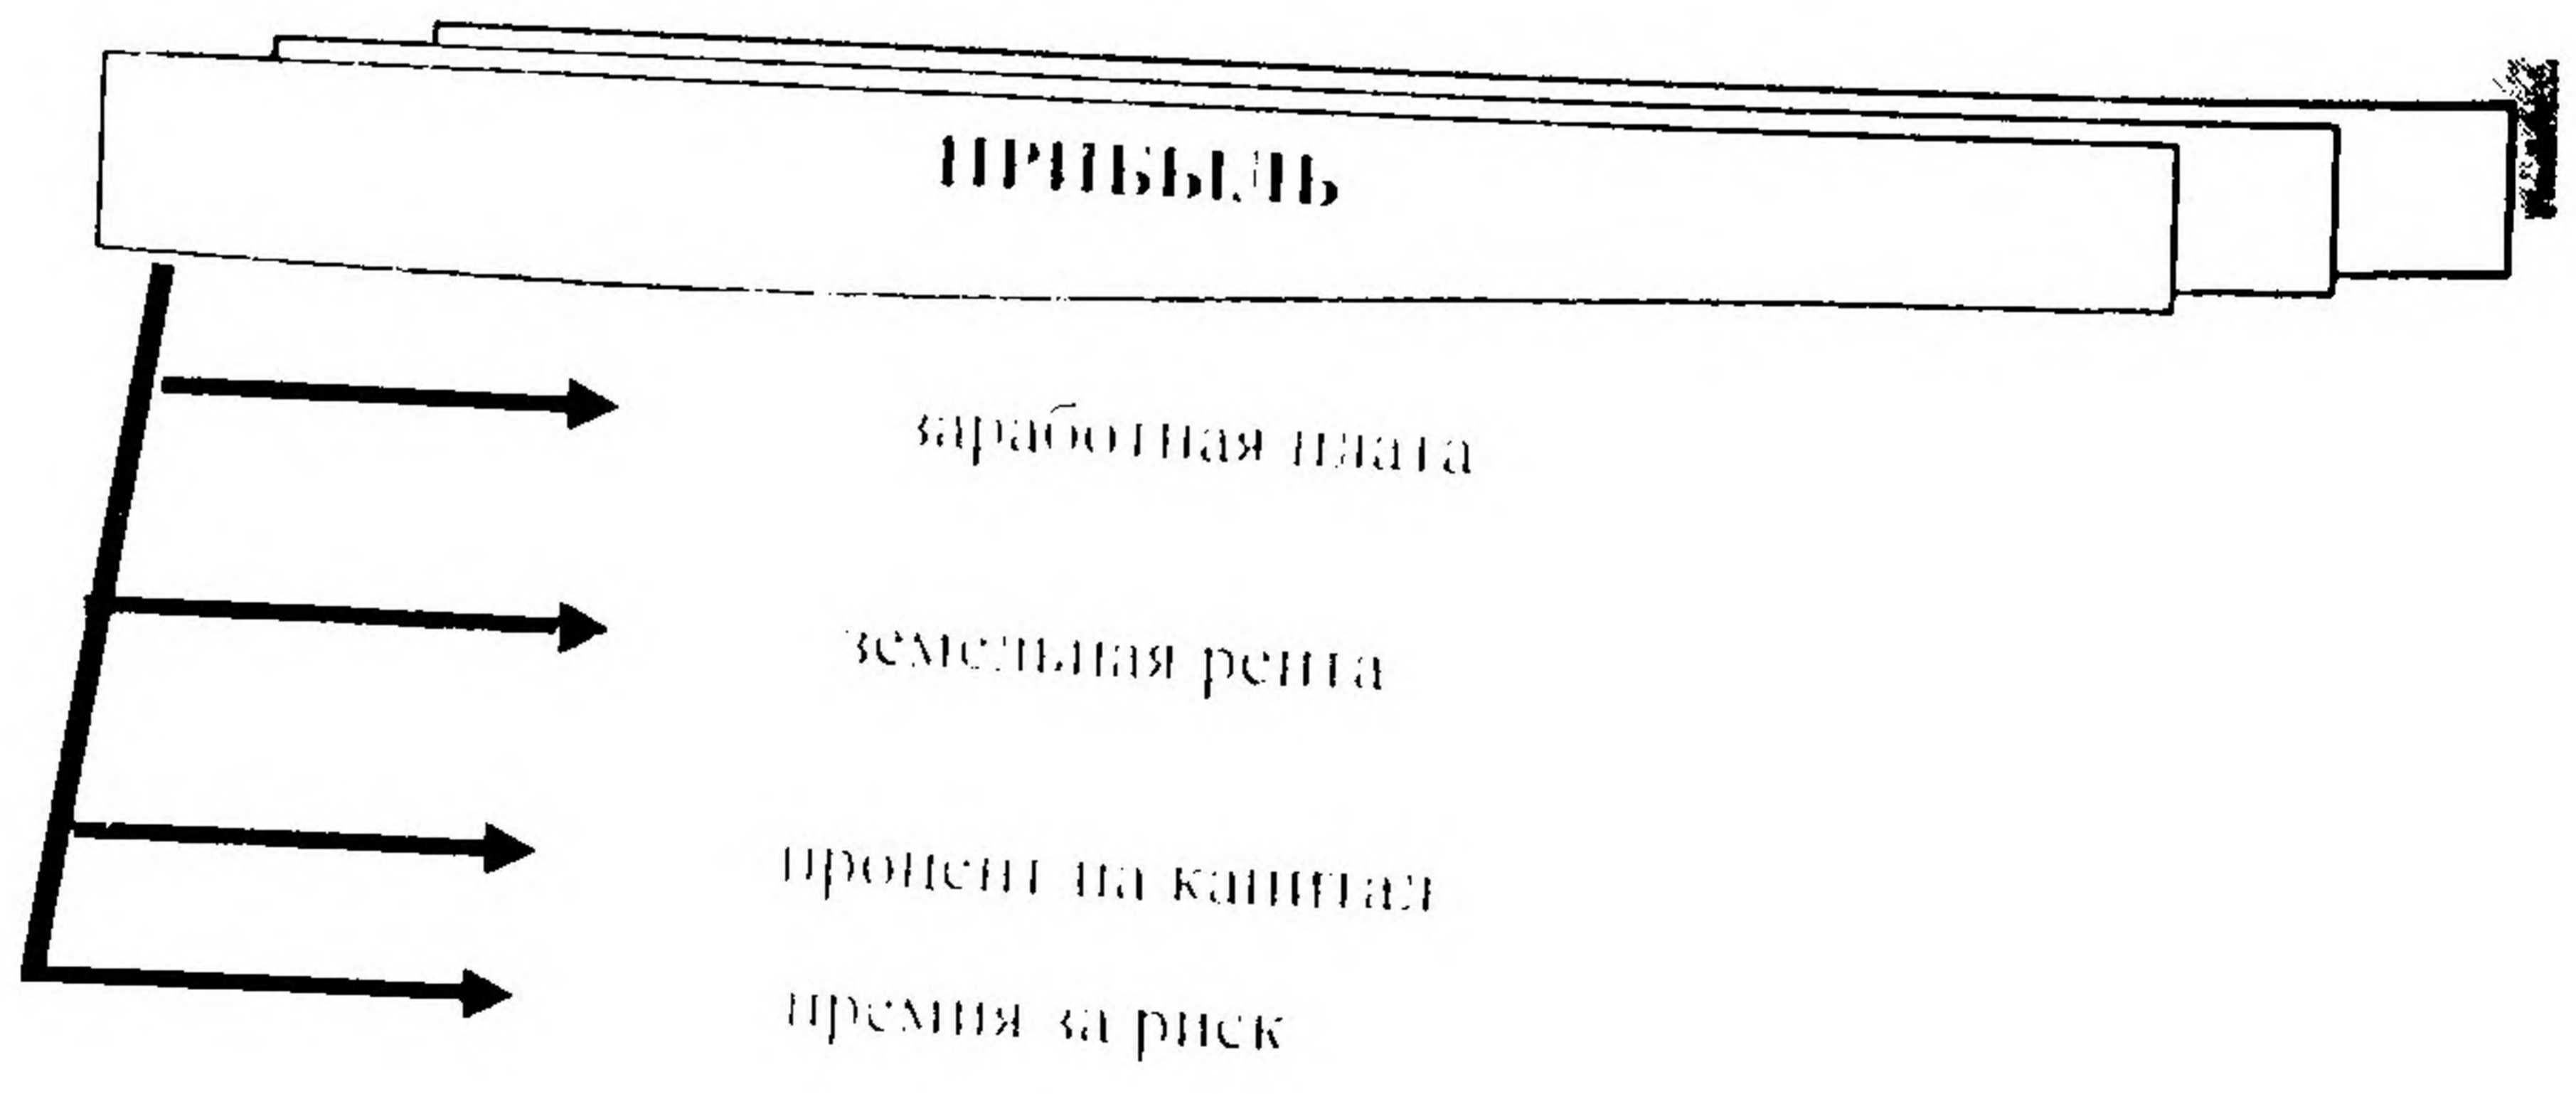 ПРИБЫЛЬ
заработная плата
земельная рента
процент на капитал
премия за риск